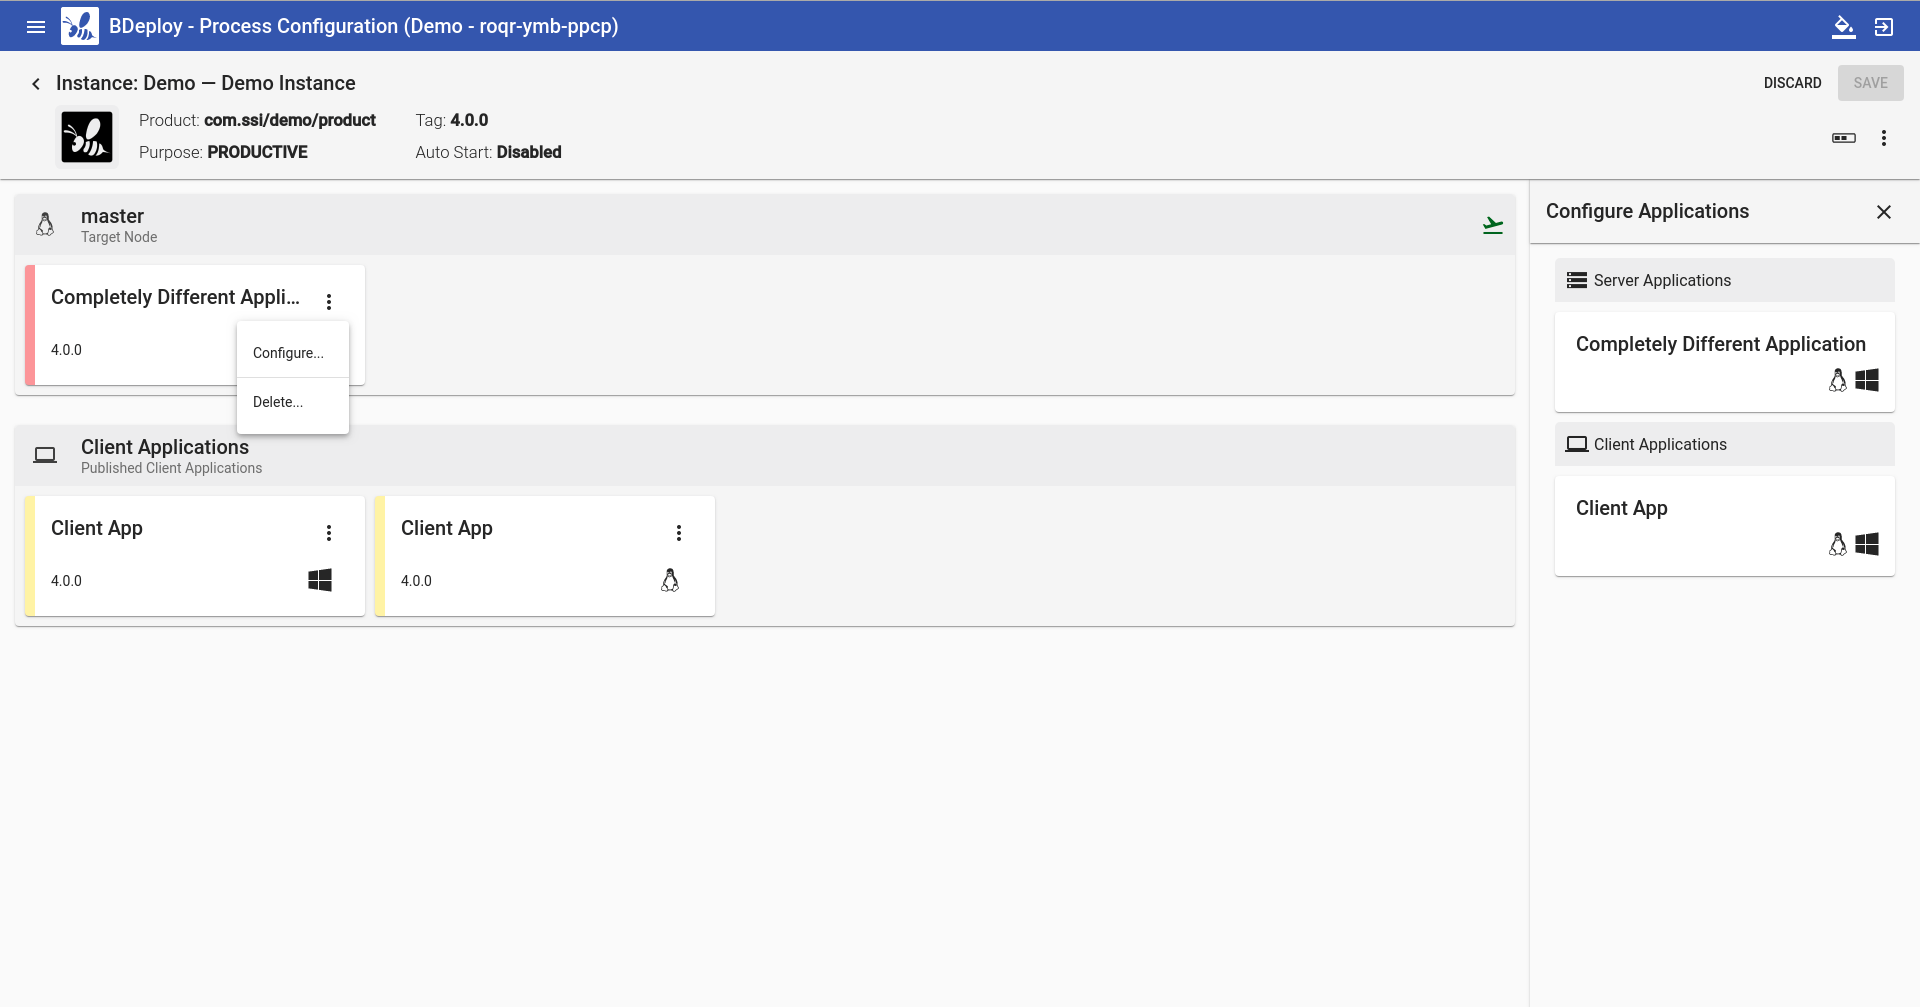 BDeploy - Process Configuration (Demo - roqr-ymb-ppcp)
Instance: Demo — Demo Instance
DISCARD
SAVE
Product: com.ssi/demo/product
Tag: 4.0.0
Purpose: PRODUCTIVE
Auto Start: Disabled
master
Target Node
Completely Different Appli...
4.0.0
Configure...
Delete...
Client Applications
Published Client Applications
Client App
4.0.0
Client App
4.0.0
Configure Applications
Server Applications
Completely Different Application
Client Applications
Client App